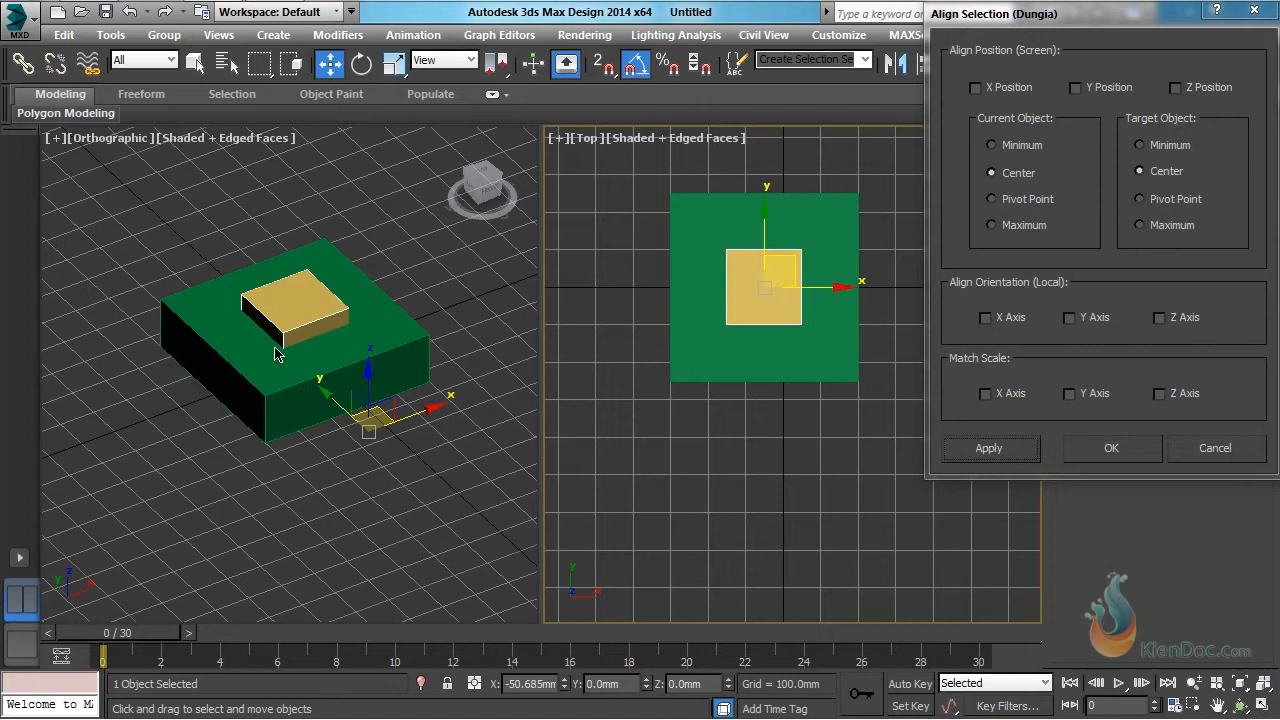 MXD
Workspace: Default
Autodesk 3ds Max Design 2014 x64 Untitled
Type a keyword or
Edit Tools Group Views Create Modifiers Animation Graph Editors Rendering Lighting Analysis Civil View Customize
All
View
2
Create Selection Se
Modeling Freeform Selection Object Paint Populate
Polygon Modeling
[+][Orthographic][Shaded + Edged Faces]
z
y
x
y
z
[+][Top][Shaded + Edged Faces]
y
x
y
z
x
Align Selection (Dungia)
?
Align Position (Screen):
X Position Y Position Z Position
Current Object: Target Object:
Minimum Minimum
Center Center
Pivot Point Pivot Point
Maximum Maximum
Align Orientation (Local):
X Axis Y Axis Z Axis
Match Scale:
X Axis Y Axis Z Axis
Apply OK Cancel
KienDoc.com
< 0 / 30 >
0 2 4 6 8 10 12 14 16 18 20 22 24 26 28 30
1 Object Selected X: -50.685mm Y: 0.0mm Z: 0.0mm Grid = 100.0mm Auto Key Selected
Welcome to M
Click and drag to select and move objects Add Time Tag Set Key Key Filters... 0